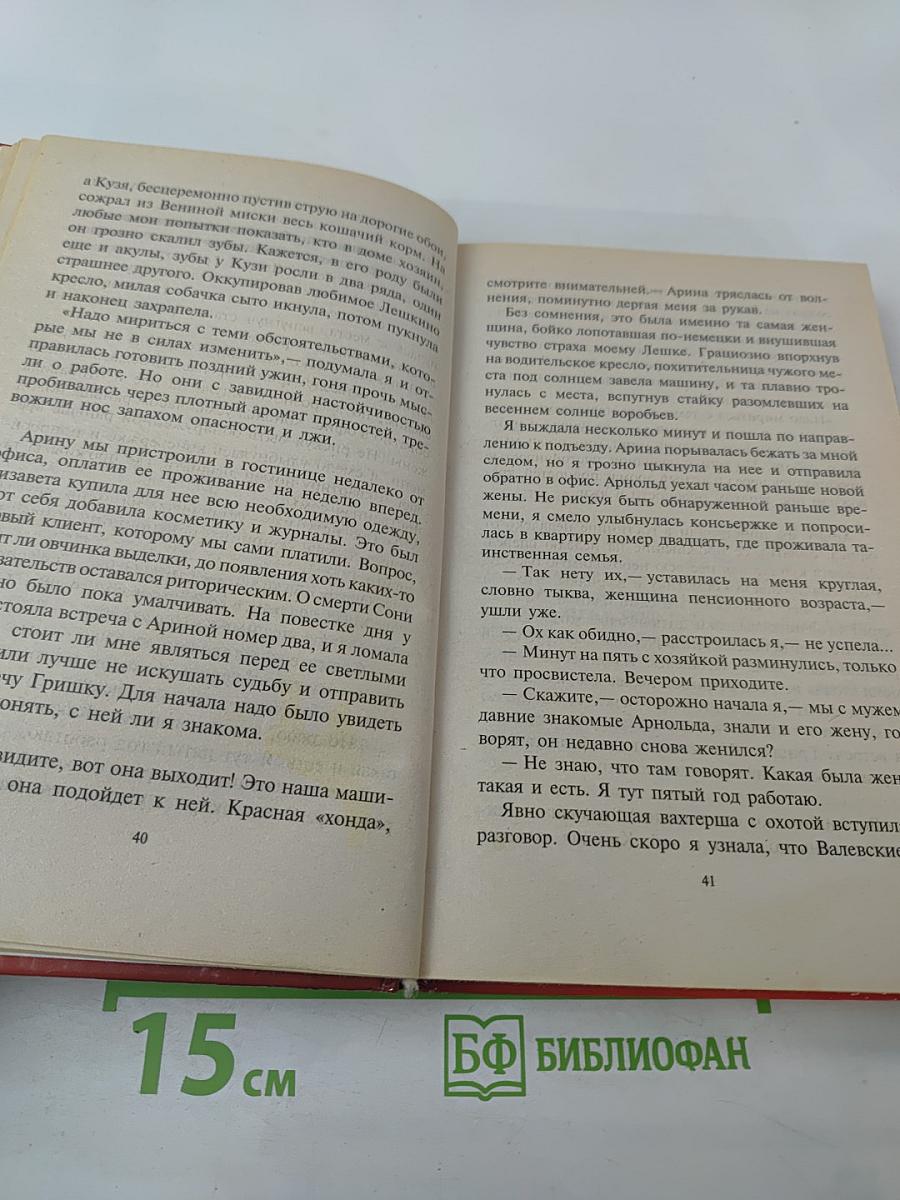 а Кузя, бесцеремонно пустив струю на дорогие обои,
сожрал из Вениной миски весь кошачий корм. На
любые мои попытки показать, кто в доме хозяин,
он грозно скалил зубы. Кажется, в его роду были
еще и акулы, зубы у Кузи росли в два ряда, один
страшнее другого. Оккупировав любимое Лешкино
кресло, милая собачка сыто икнула, потом пукнула
и наконец захрапела.
«Надо мириться с теми обстоятельствами, кото-
рые мы не в силах изменить»,— подумала я и от-
правилась готовить поздний ужин, гоня прочь мыс-
ли о работе. Но они с завидной настойчивостью
пробивались через плотный аромат пряностей, тре-
вожили нос запахом опасности и лжи.
Арину мы пристроили в гостинице недалеко от
офиса, оплатив ее проживание на неделю вперед.
изавета купила для нее всю необходимую одежду,
от себя добавила косметику и журналы. Это был
вый клиент, которому мы сами платили. Вопрос,
ит ли овчинка выделки, до появления хоть каких-то
зательств оставался риторическим. О смерти Сони
но было пока умалчивать. На повестке дня у
стояла встреча с Ариной номер два, и я ломала
стоит ли мне являться перед ее светлыми
или лучше не искушать судьбу и отправить
ечу Гришку. Для начала надо было увидеть
онять, с ней ли я знакома.
видите, вот она выходит! Это наша маши-
она подойдет к ней. Красная «хонда»,
40
смотрите внимательней,— Арина тряслась от вол-
нения, поминутно дергая меня за рукав.
Без сомнения, это была именно та самая жен-
щина, бойко лопотавшая по-немецки и внушившая
чувство страха моему Лешке. Грациозно впорхнув
на водительское кресло, похитительница чужого ме-
ста под солнцем завела машину, и та плавно тро-
нулась с места, вспугнув стайку разомлевших на
весеннем солнце воробьев.
Я выждала несколько минут и пошла по направ-
лению к подъезду. Арина порывалась бежать за мной
следом, но я грозно цыкнула на нее и отправила
обратно в офис. Арнольд уехал часом раньше новой
жены. Не рискуя быть обнаруженной раньше вре-
мени, я смело улыбнулась консьержке и попроси-
лась в квартиру номер двадцать, где проживала та-
инственная семья.
— Так нету их,— уставилась на меня круглая,
словно тыква, женщина пенсионного возраста,—
ушли уже.
— Ох как обидно,— расстроилась я,— не успела...
— Минут на пять с хозяйкой разминулись, только
что просвистела. Вечером приходите.
— Скажите,— осторожно начала я,— мы с мужем
давние знакомые Арнольда, знали и его жену, го
ворят, он недавно снова женился?
— Не знаю, что там говорят. Какая была жен
такая и есть. Я тут пятый год работаю.
Явно скучающая вахтерша с охотой вступил
разговор. Очень скоро я узнала, что Валевские
41
15 см
БФ БИБЛИОФАН